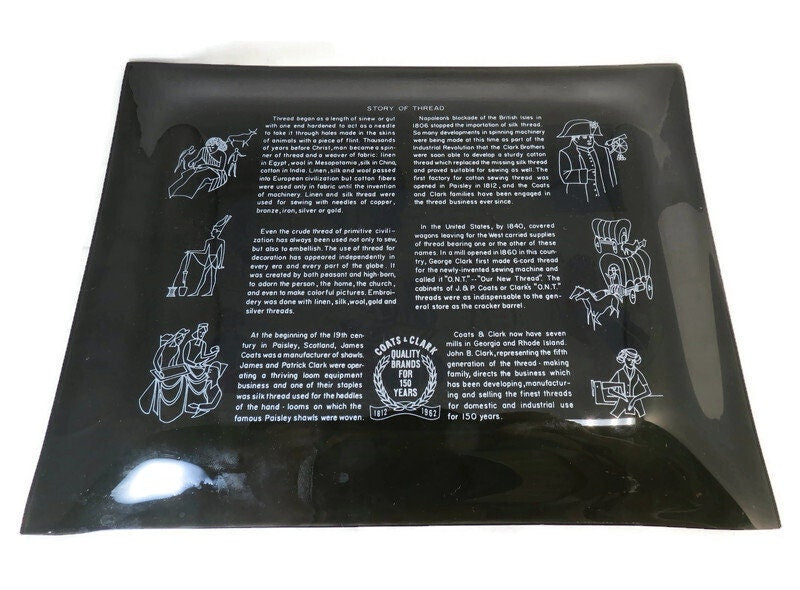 STORY OF THREAD
Thread began as a length of sinew or gut
with one end hardened to act as a needle
to take it through holes made in the skins
of animals with a piece of flint. Thousands
of years before Christ, man became a spin-
ner of thread and a weaver of fabric: linen
in Egypt, wool in Mesopotamia, silk in China,
cotton in India. Linen, silk and wool passed
into European civilization but cotton fibers
were used only in fabric until the invention
of machinery. Linen and silk thread were
used for sewing with needles of copper,
bronze, iron, silver or gold.
Even the crude thread of primitive civili-
zation has always been used not only to sew,
but also to embellish. The use of thread for
decoration has appeared independently in
every era and every part of the globe. It
was created by both peasant and high-born,
to adorn the person, the home, the church,
and even to make colorful pictures. Embroi-
dery was done with linen, silk, wool, gold and
silver threads.
At the beginning of the 19th cen-
tury in Paisley, Scotland, James
Coats was a manufacturer of shawls.
James and Patrick Clark were oper-
ating a thriving loom equipment
business and one of their staples
was silk thread used for the heddles
of the hand-looms on which the
famous Paisley shawls were woven.
Napoleon's blockade of the British Isles in
1806 stopped the importation of silk thread.
So many developments in spinning machinery
were being made at this time as part of the
Industrial Revolution that the Clark Brothers
were soon able to develop a sturdy cotton
thread which replaced the missing silk thread
and proved suitable for sewing as well. The
first factory for cotton sewing thread was
opened in Paisley in 1812, and the Coats
and Clark families have been engaged in
the thread business ever since.
In the United States, by 1840, covered
wagons leaving for the West carried supplies
of thread bearing one or the other of these
names. In a mill opened in 1860 in this coun-
try, George Clark first made 6-cord thread
for the newly-invented sewing machine and
called it "O.N.T."--"Our New Thread". The
cabinets of J. & P. Coats or Clark's "O.N.T."
threads were as indispensable to the gen-
eral store as the cracker barrel.
Coats & Clark now have seven
mills in Georgia and Rhode Island.
John B. Clark, representing the fifth
generation of the thread-making
family, directs the business which
has been developing, manufactur-
ing and selling the finest threads
for domestic and industrial use
for 150 years.
COATS & CLARK
QUALITY
BRANDS
FOR
150
YEARS
1812 1962